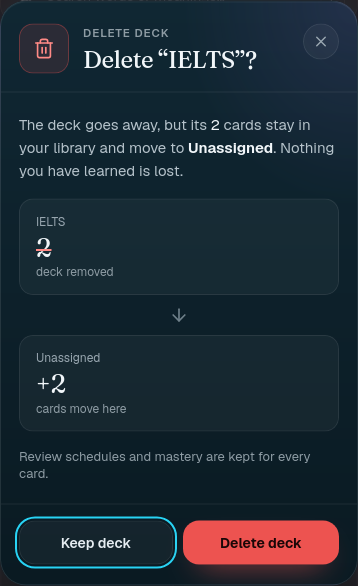 DELETE DECK
Delete “IELTS”?
The deck goes away, but its 2 cards stay in
your library and move to Unassigned. Nothing
you have learned is lost.
IELTS
2
deck removed
Unassigned
+2
cards move here
Review schedules and mastery are kept for every
card.
Keep deck
Delete deck